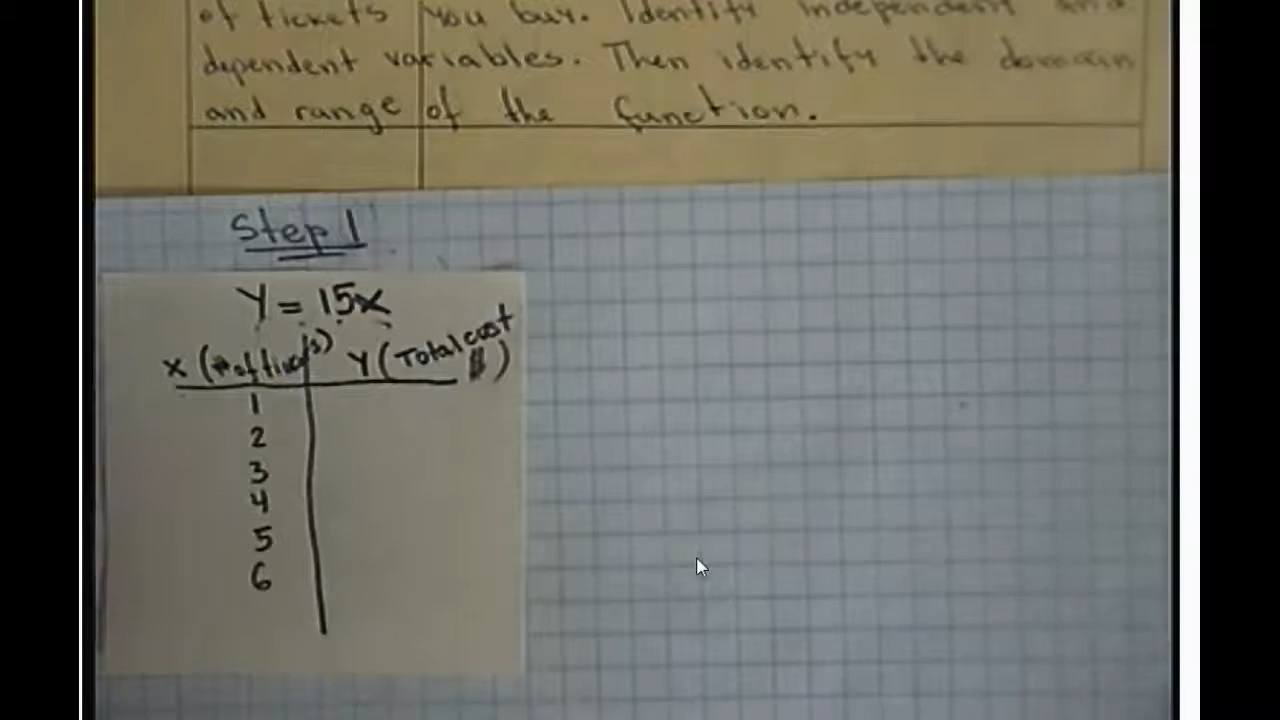 of tickets you buy. Identify independent and
dependent variables. Then identify the domain
and range of the function.
Step 1
Y = 15x
X (# of tick/s) Y (Total cost $)
1
2
3
4
5
6